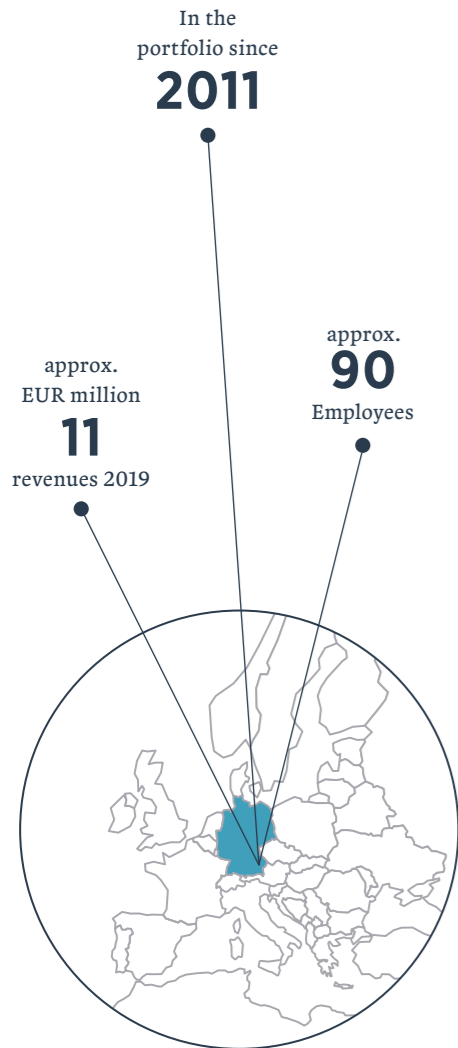 In the
portfolio since
2011
approx.
EUR million
11
revenues 2019
approx.
90
Employees